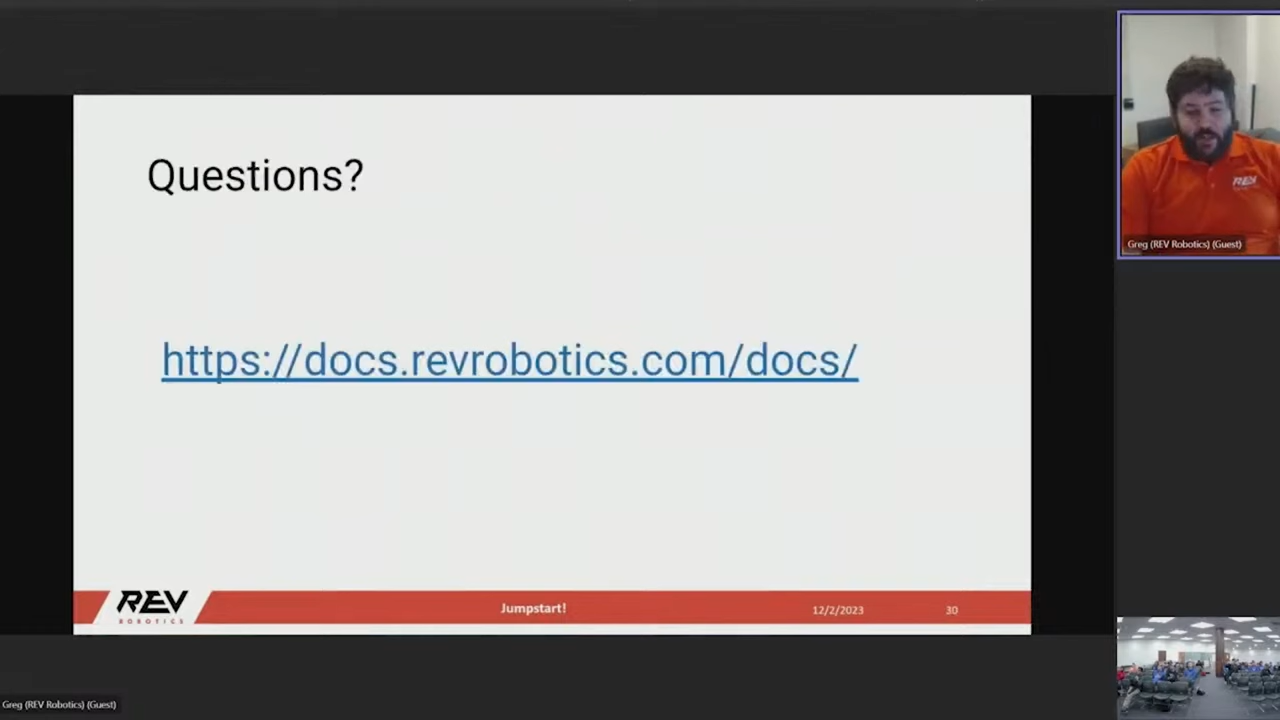 Questions?
https://docs.revrobotics.com/docs/
REV
ROBOTICS
Jumpstart!
12/2/2023
30
REV
Greg (REV Robotics) (Guest)
Greg (REV Robotics) (Guest)